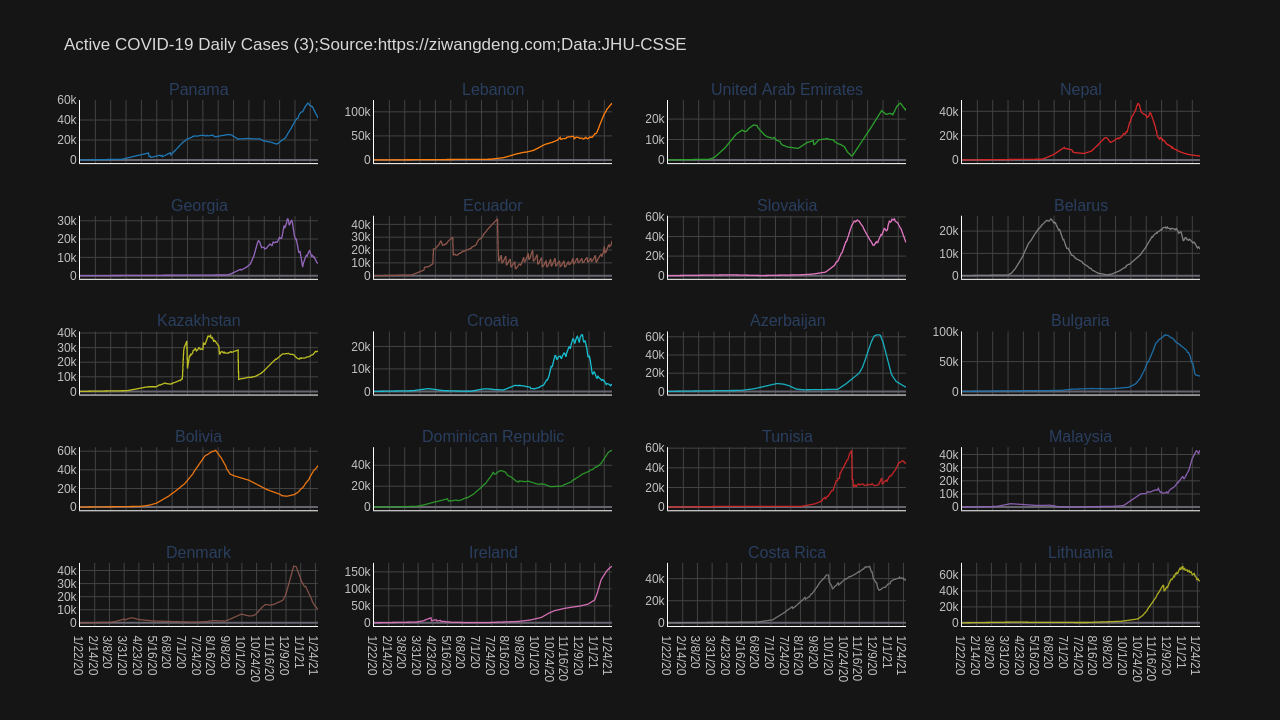 Active COVID-19 Daily Cases (3);Source:https://ziwangdeng.com;Data:JHU-CSSE
Panama
Lebanon
United Arab Emirates
Nepal
60k
40k
20k
0
100k
50k
0
20k
10k
0
40k
20k
0
Georgia
Ecuador
Slovakia
Belarus
30k
20k
10k
0
40k
30k
20k
10k
0
60k
40k
20k
0
20k
10k
0
Kazakhstan
Croatia
Azerbaijan
Bulgaria
40k
30k
20k
10k
0
20k
10k
0
60k
40k
20k
0
100k
50k
0
Bolivia
Dominican Republic
Tunisia
Malaysia
60k
40k
20k
0
40k
20k
0
60k
40k
20k
0
40k
30k
20k
10k
0
Denmark
Ireland
Costa Rica
Lithuania
40k
30k
20k
10k
0
150k
100k
50k
0
40k
20k
0
60k
40k
20k
0
1/22/20
2/14/20
3/8/20
3/31/20
4/23/20
5/16/20
6/8/20
7/1/20
7/24/20
8/16/20
9/8/20
10/1/20
10/24/20
11/16/20
12/9/20
1/1/21
1/24/21
1/22/20
2/14/20
3/8/20
3/31/20
4/23/20
5/16/20
6/8/20
7/1/20
7/24/20
8/16/20
9/8/20
10/1/20
10/24/20
11/16/20
12/9/20
1/1/21
1/24/21
1/22/20
2/14/20
3/8/20
3/31/20
4/23/20
5/16/20
6/8/20
7/1/20
7/24/20
8/16/20
9/8/20
10/1/20
10/24/20
11/16/20
12/9/20
1/1/21
1/24/21
1/22/20
2/14/20
3/8/20
3/31/20
4/23/20
5/16/20
6/8/20
7/1/20
7/24/20
8/16/20
9/8/20
10/1/20
10/24/20
11/16/20
12/9/20
1/1/21
1/24/21